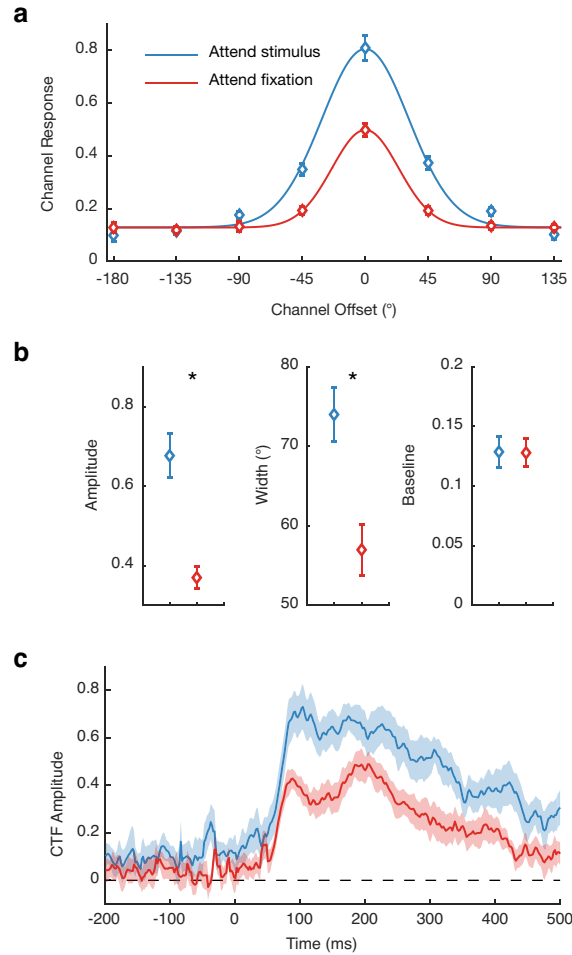 a
Channel Response
0.8
0.6
0.4
0.2
0
Attend stimulus
Attend fixation
-180 -135 -90 -45 0 45 90 135
Channel Offset (°)
b
Amplitude
0.8
0.6
0.4
*
Width (°)
80
70
60
50
*
Baseline
0.2
0.15
0.1
0.05
0
c
CTF Amplitude
0.8
0.6
0.4
0.2
0
-200 -100 0 100 200 300 400 500
Time (ms)